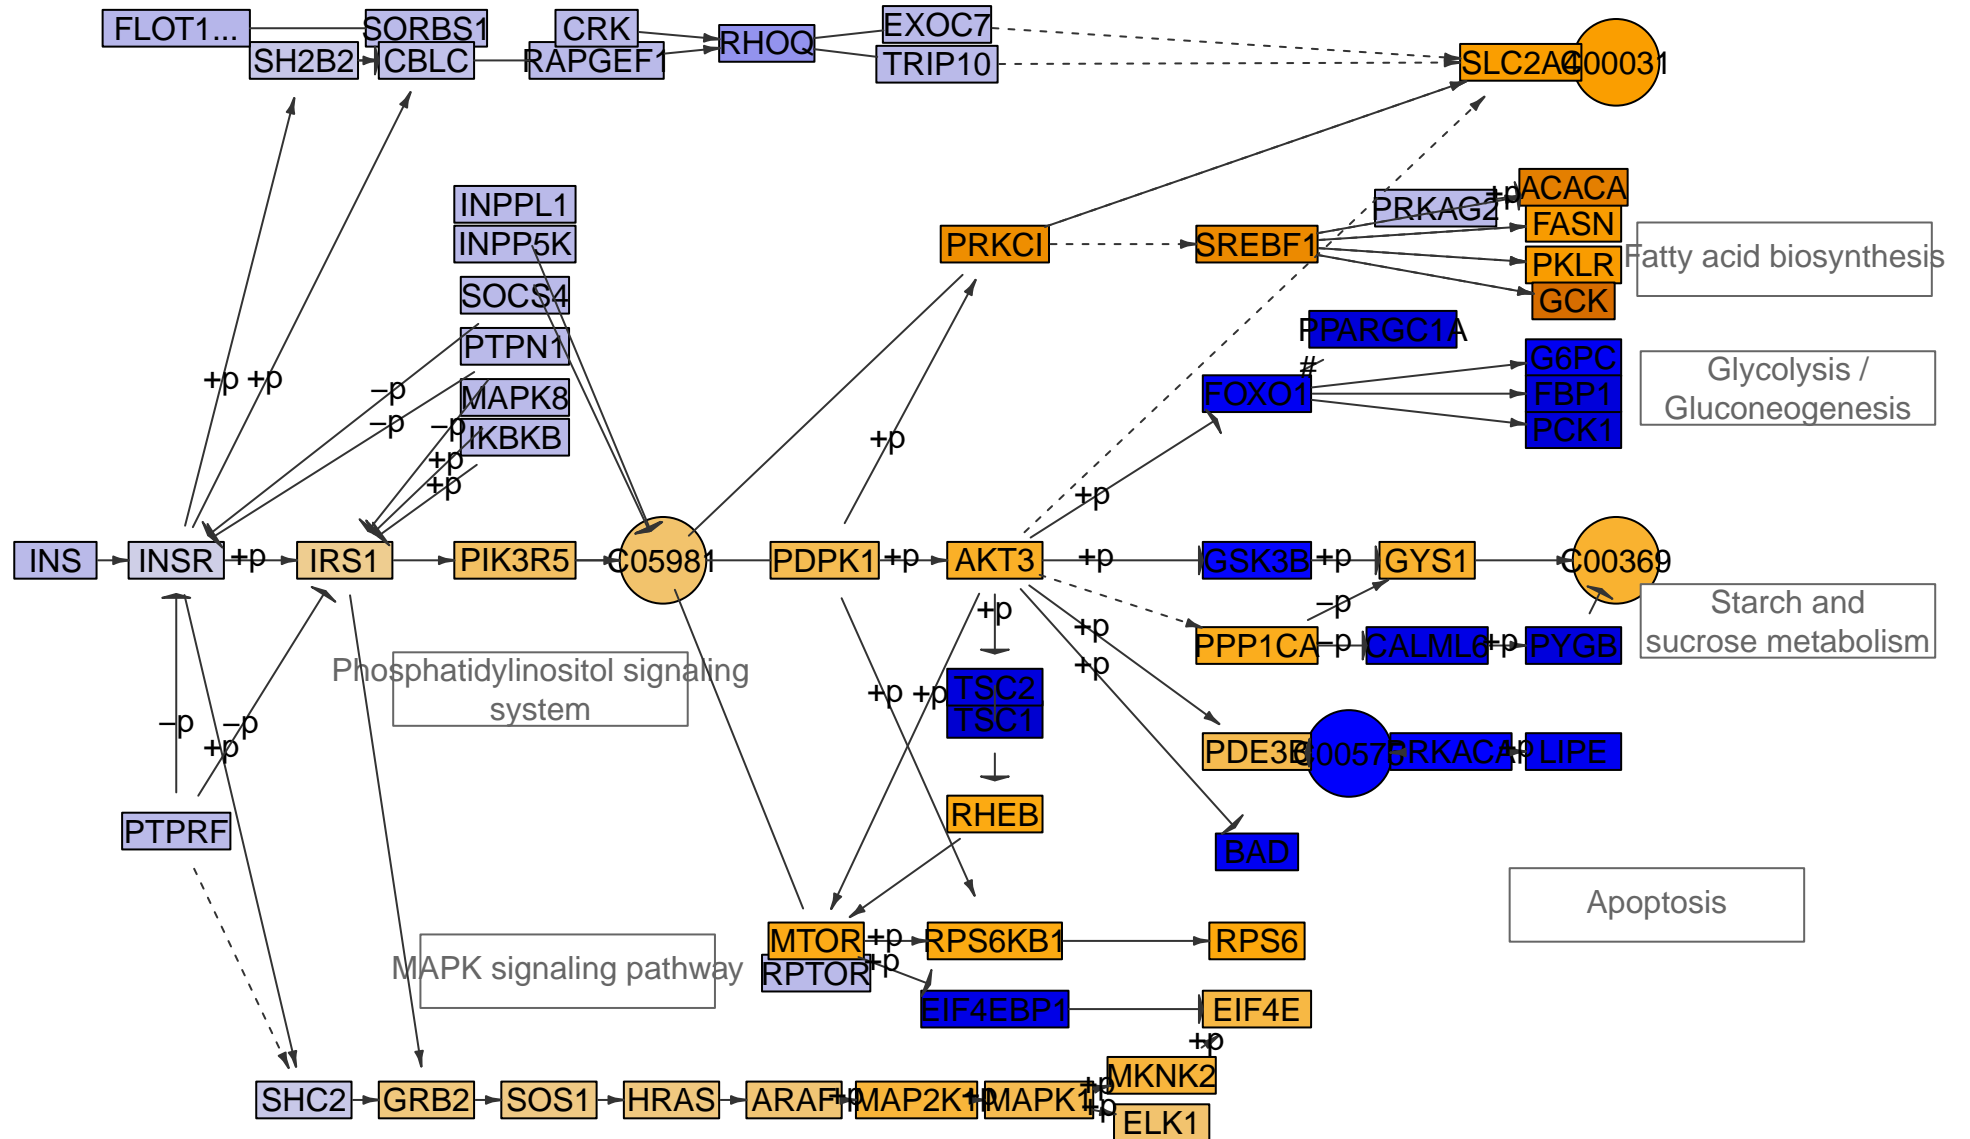 FLOT1...
SORBS1
CRK
RHOQ
EXOC7
SH2B2
CBLC
RAPGEF1
TRIP10
SLC2A4
C00031
INPPL1
INPP5K
SOCS4
PTPN1
MAPK8
IKBKB
PRKCI
SREBF1
PRKAG2
+p
ACACA
FASN
PKLR
GCK
Fatty acid biosynthesis
PPARGC1A
#
FOXO1
G6PC
FBP1
PCK1
Glycolysis /
Gluconeogenesis
+p
+p
−p
−p
−p
+p
+p
+p
+p
INS
INSR
+p
IRS1
PIK3R5
C05981
PDPK1
+p
AKT3
+p
GSK3B
+p
GYS1
C00369
−p
Starch and
sucrose metabolism
+p
+p
+p
PPP1CA
−p
CALML6
+p
PYGB
Phosphatidylinositol signaling
system
−p
−p
+p
+p
+p
TSC2
TSC1
PDE3B
C00575
PRKACA
+p
LIPE
PTPRF
RHEB
BAD
Apoptosis
MTOR
+p
RPS6KB1
RPS6
RPTOR
+p
MAPK signaling pathway
EIF4EBP1
EIF4E
+p
SHC2
GRB2
SOS1
HRAS
ARAF
+p
MAP2K1
+p
MAPK1
+p
MKNK2
+p
ELK1